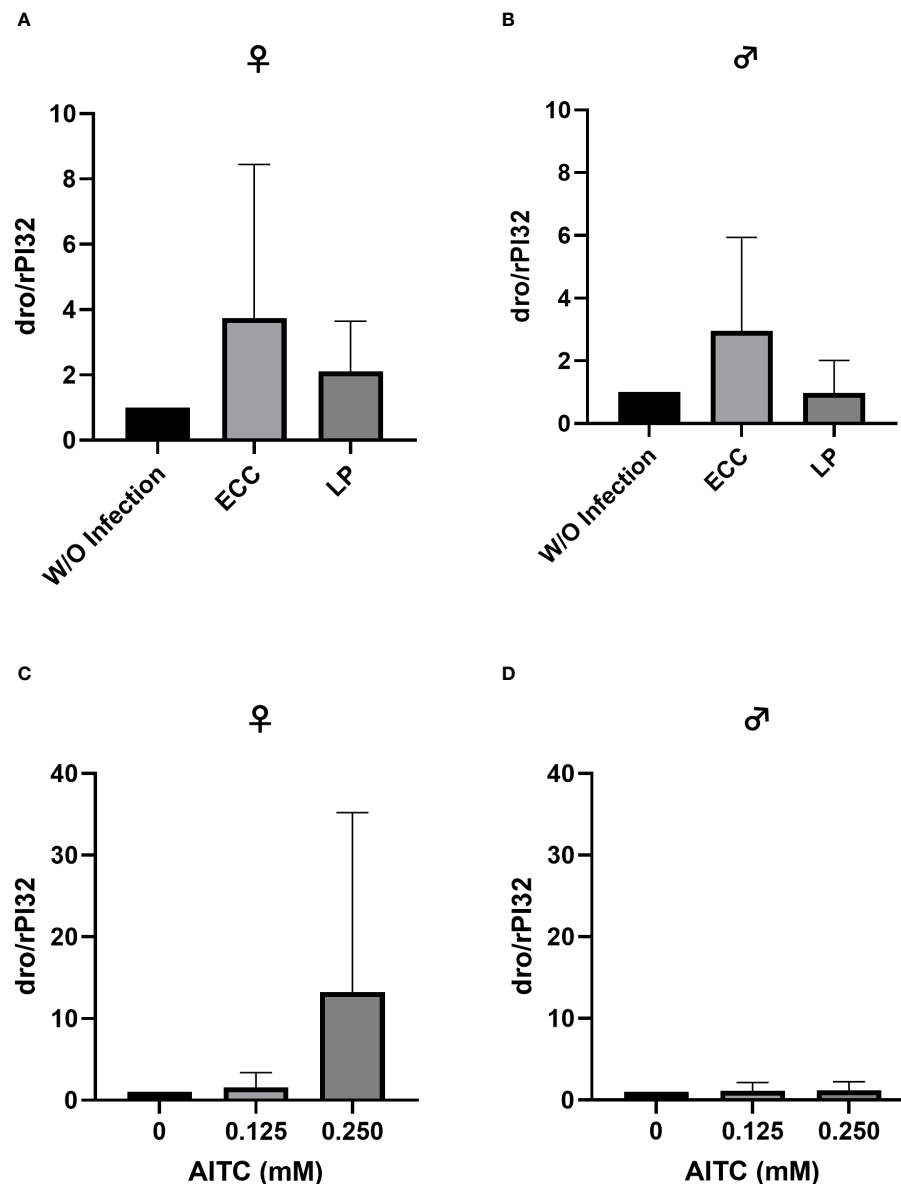 A
♀
10
8
6
4
2
0
dro/rPl32
W/O Infection
ECC
LP
B
♂
10
8
6
4
2
0
dro/rPl32
W/O Infection
ECC
LP
C
♀
40
30
20
10
0
dro/rPl32
0 0.125 0.250
AITC (mM)
D
♂
40
30
20
10
0
dro/rPl32
0 0.125 0.250
AITC (mM)